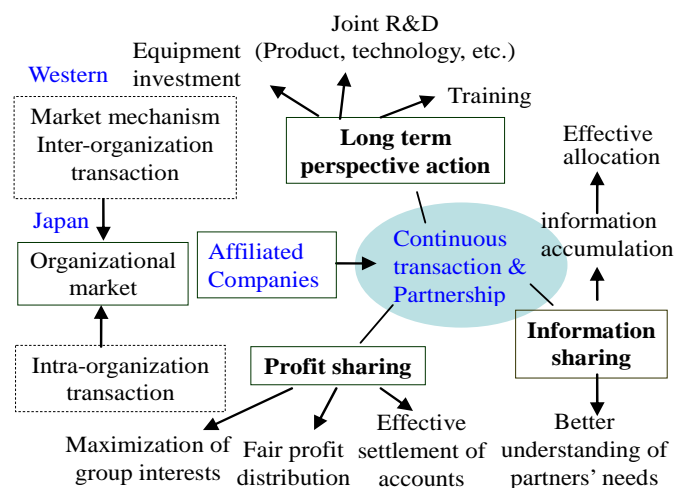 Joint R&D
(Product, technology, etc.)
Equipment
investment
Training
Western
Market mechanism
Inter-organization
transaction
Long term
perspective action
Effective
allocation
Japan
Organizational
market
Affiliated
Companies
Continuous
transaction &
Partnership
information
accumulation
Intra-organization
transaction
Profit sharing
Information
sharing
Maximization of
group interests
Fair profit
distribution
Effective
settlement of
accounts
Better
understanding of
partners’ needs